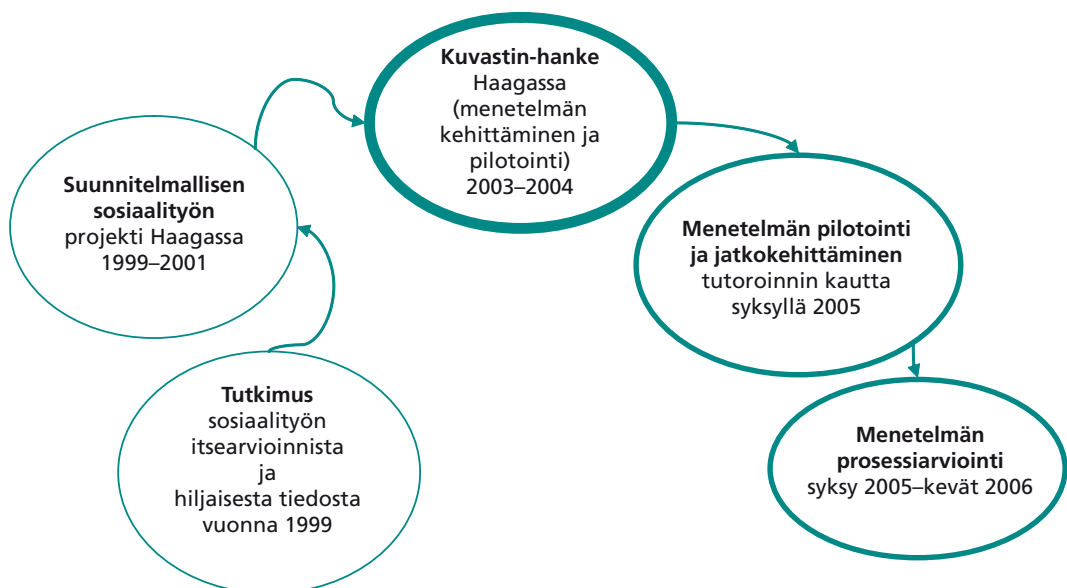 Kuvastin-hanke
Haagassa
(menetelmän
kehittäminen ja
pilotointi)
2003–2004
Suunnitelmallisen
sosiaalityön
projekti Haagassa
1999–2001
Menetelmän pilotointi
ja jatkokehittäminen
tutoroinnin kautta
syksyllä 2005
Tutkimus
sosiaalityön
itsearvioinnista
ja
hiljaisesta tiedosta
vuonna 1999
Menetelmän
prosessiarviointi
syksy 2005–kevät 2006